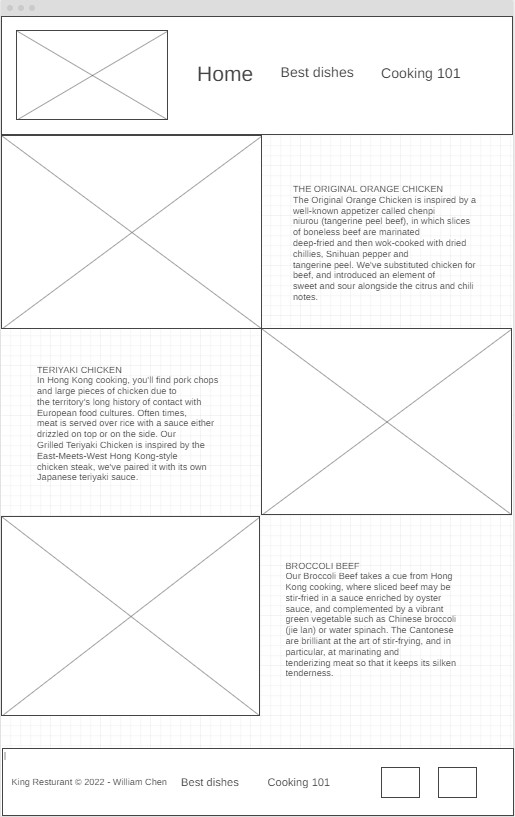 Home
Best dishes
Cooking 101
THE ORIGINAL ORANGE CHICKEN
The Original Orange Chicken is inspired by a
well-known appetizer called chenpi
niurou (tangerine peel beef), in which slices
of boneless beef are marinated
deep-fried and then wok-cooked with dried
chillies, Snihuan pepper and
tangerine peel. We've substituted chicken for
beef, and introduced an element of
sweet and sour alongside the citrus and chili
notes.
TERIYAKI CHICKEN
In Hong Kong cooking, you'll find pork chops
and large pieces of chicken due to
the territory's long history of contact with
European food cultures. Often times,
meat is served over rice with a sauce either
drizzled on top or on the side. Our
Grilled Teriyaki Chicken is inspired by the
East-Meets-West Hong Kong-style
chicken steak, we've paired it with its own
Japanese teriyaki sauce.
BROCCOLI BEEF
Our Broccoli Beef takes a cue from Hong
Kong cooking, where sliced beef may be
stir-fried in a sauce enriched by oyster
sauce, and complemented by a vibrant
green vegetable such as Chinese broccoli
(jie lan) or water spinach. The Cantonese
are brilliant at the art of stir-frying, and in
particular, at marinating and
tenderizing meat so that it keeps its silken
tenderness.
King Resturant © 2022 - William Chen
Best dishes
Cooking 101